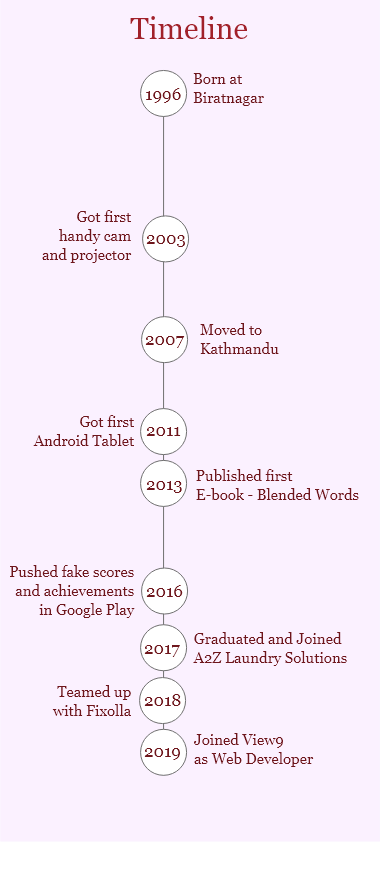 Timeline
1996
Born at
Biratnagar
Got first
handy cam
and projector
2003
2007
Moved to
Kathmandu
Got first
Android Tablet
2011
2013
Published first
E-book - Blended Words
Pushed fake scores
and achievements
in Google Play
2016
2017
Graduated and Joined
A2Z Laundry Solutions
Teamed up
with Fixolla
2018
2019
Joined View9
as Web Developer